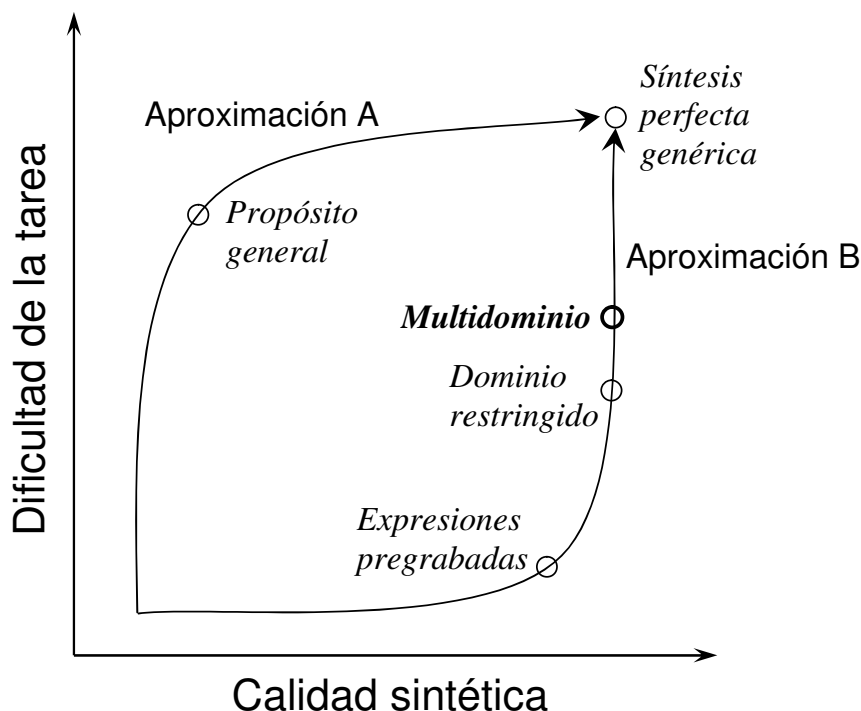 Síntesis
perfecta
genérica
Aproximación A
Propósito
general
Aproximación B
Multidominio
Dominio
restringido
Expresiones
pregrabadas
Dificultad de la tarea
Calidad sintética